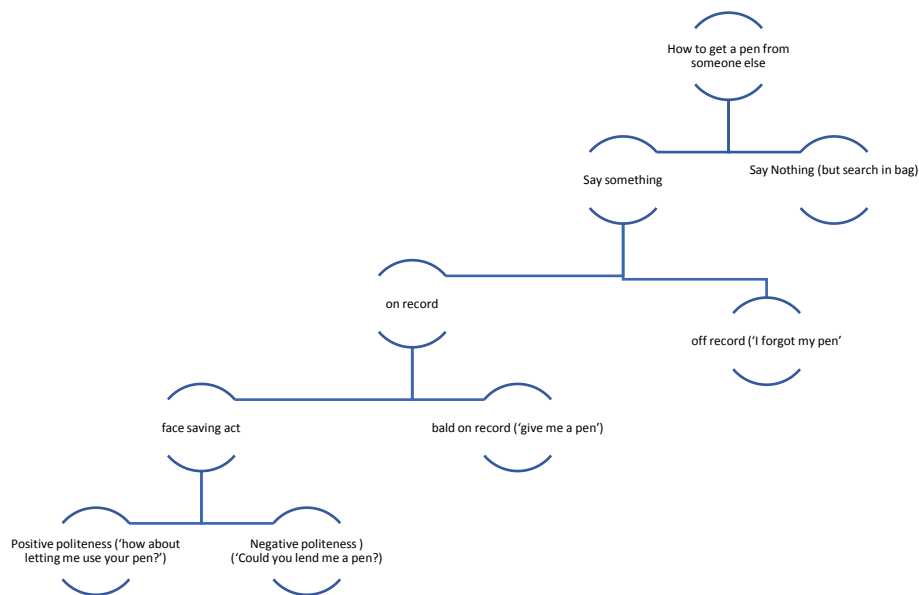 How to get a pen from
someone else
Say something
Say Nothing (but search in bag)
on record
off record (‘I forgot my pen’
face saving act
bald on record (‘give me a pen’)
Positive politeness (‘how about
letting me use your pen?’)
Negative politeness )
(‘Could you lend me a pen?)